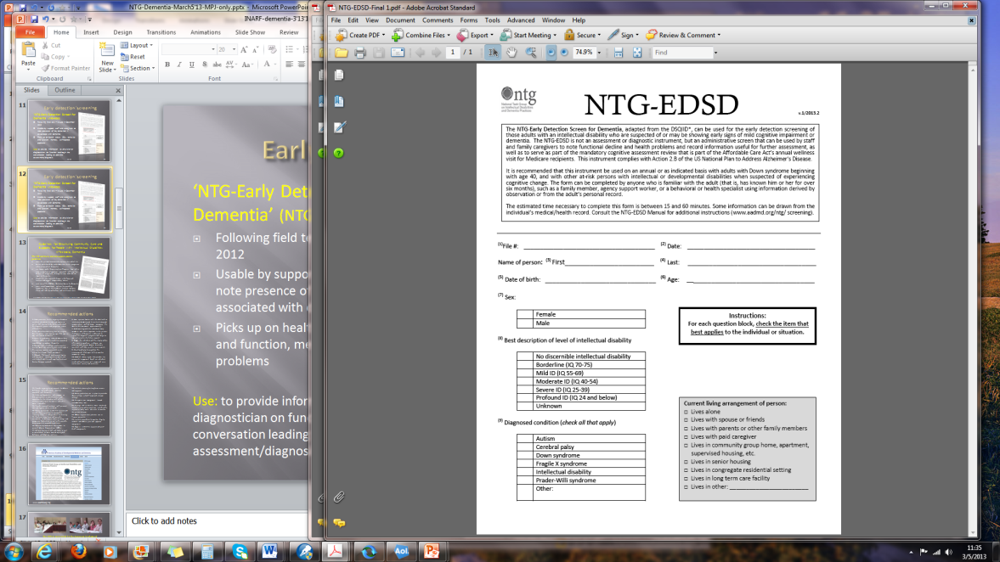 NTG-Dementia-March5'13-MPJ-only.pptx - Microsoft PowerPoin
INARF-dementia-3'13'1
File
Home
Insert
Design
Transitions
Animations
Slide Show
Review
Paste
Cut
Copy
Format Painter
Clipboard
New
Slide
Layout
Reset
Section
Slides
Font
20
Slides
Outline
11
Early detection Screening
12
Early detection Screening
13
14
Recommended actions
15
Recommended actions
16
17
Earl
'NTG-Early Det
Dementia' (NTG
Following field te
2012
Usable by suppo
note presence of
associated with
Picks up on heal
and function, me
problems
Use: to provide infor
diagnostician on fun
conversation leading
assessment/diagnos
Click to add notes
NTG-EDSD-Final 1.pdf - Adobe Acrobat Standard
File Edit View Document Comments Forms Tools Advanced Window Help
Create PDF
Combine Files
Export
Start Meeting
Secure
Sign
Review & Comment
1 / 1
74.9%
Find
ntg
National Task Group
on Intellectual Disabilities
and Dementia Practices
NTG-EDSD
v.1/2013.2
The NTG-Early Detection Screen for Dementia, adapted from the DSQIID*, can be used for the early detection screening of
those adults with an intellectual disability who are suspected of or may be showing early signs of mild cognitive impairment or
dementia. The NTG-EDSD is not an assessment or diagnostic instrument, but an administrative screen that can be used by staff
and family caregivers to note functional decline and health problems and record information useful for further assessment, as
well as to serve as part of the mandatory cognitive assessment review that is part of the Affordable Care Act's annual wellness
visit for Medicare recipients. This instrument complies with Action 2.B of the US National Plan to Address Alzheimer's Disease.
It is recommended that this instrument be used on an annual or as indicated basis with adults with Down syndrome beginning
with age 40, and with other at-risk persons with intellectual or developmental disabilities when suspected of experiencing
cognitive change. The form can be completed by anyone who is familiar with the adult (that is, has known him or her for over
six months), such as a family member, agency support worker, or a behavioral or health specialist using information derived by
observation or from the adult's personal record.
The estimated time necessary to complete this form is between 15 and 60 minutes. Some information can be drawn from the
individual's medical/health record. Consult the NTG-EDSD Manual for additional instructions (www.aadmd.org/ntg/ screening).
(1)File #: (2) Date:
Name of person: (3) First (4) Last:
(5) Date of birth: (6) Age:
(7) Sex:
Female
Male
Instructions:
For each question block, check the item that
best applies to the individual or situation.
(8) Best description of level of intellectual disability
No discernible intellectual disability
Borderline (IQ 70-75)
Mild ID (IQ 55-69)
Moderate ID (IQ 40-54)
Severe ID (IQ 25-39)
Profound ID (IQ 24 and below)
Unknown
(9) Diagnosed condition (check all that apply)
Autism
Cerebral palsy
Down syndrome
Fragile X syndrome
Intellectual disability
Prader-Willi syndrome
Other:
Current living arrangement of person:
□ Lives alone
□ Lives with spouse or friends
□ Lives with parents or other family members
□ Lives with paid caregiver
□ Lives in community group home, apartment,
supervised housing, etc.
□ Lives in senior housing
□ Lives in congregate residential setting
□ Lives in long term care facility
□ Lives in other:
11:35
3/5/2013